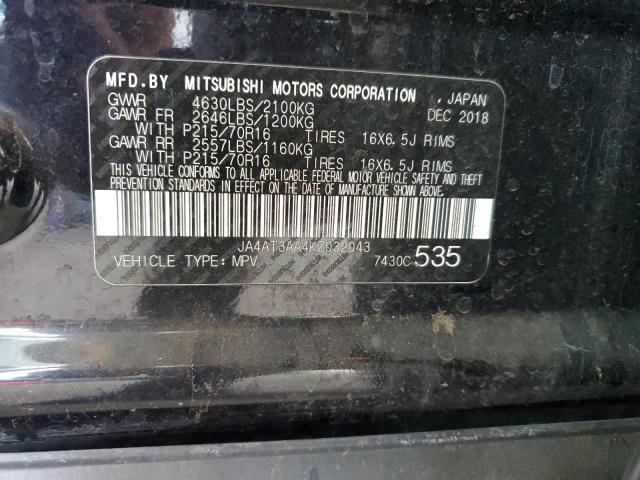 MFD.BY MITSUBISHI MOTORS CORPORATION , JAPAN
GVWR 4630LBS/2100KG DEC 2018
GAWR FR 2646LBS/1200KG
WITH P215/70R16 TIRES 16X6.5J RIMS
GAWR RR 2557LBS/1160KG
WITH P215/70R16 TIRES 16X6.5J RIMS
THIS VEHICLE CONFORMS TO ALL APPLICABLE FEDERAL MOTOR VEHICLE SAFETY AND THEFT
PREVENTION STANDARDS IN EFFECT ON THE DATE OF MANUFACTURE SHOWN ABOVE.
JA4AT3AA4KZ032043
VEHICLE TYPE: MPV 7430C 535